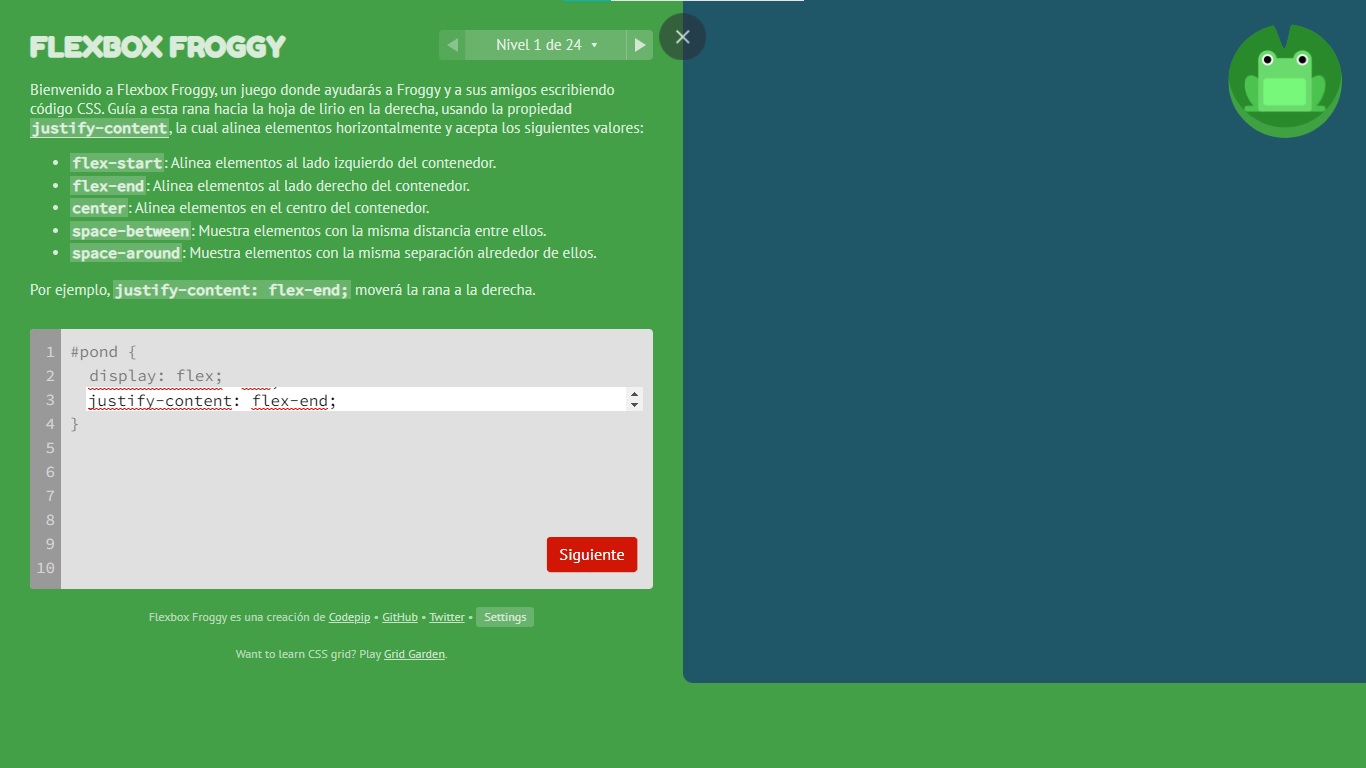 FLEXBOX FROGGY
Nivel 1 de 24
Bienvenido a Flexbox Froggy, un juego donde ayudarás a Froggy y a sus amigos escribiendo
código CSS. Guía a esta rana hacia la hoja de lirio en la derecha, usando la propiedad
justify-content, la cual alinea elementos horizontalmente y acepta los siguientes valores:
• flex-start: Alinea elementos al lado izquierdo del contenedor.
• flex-end: Alinea elementos al lado derecho del contenedor.
• center: Alinea elementos en el centro del contenedor.
• space-between: Muestra elementos con la misma distancia entre ellos.
• space-around: Muestra elementos con la misma separación alrededor de ellos.
Por ejemplo, justify-content: flex-end; moverá la rana a la derecha.
1 #pond {
2 display: flex;
3 justify-content: flex-end;
4 }
5
6
7
8
9
10
Siguiente
Flexbox Froggy es una creación de Codepip • GitHub • Twitter • Settings
Want to learn CSS grid? Play Grid Garden.